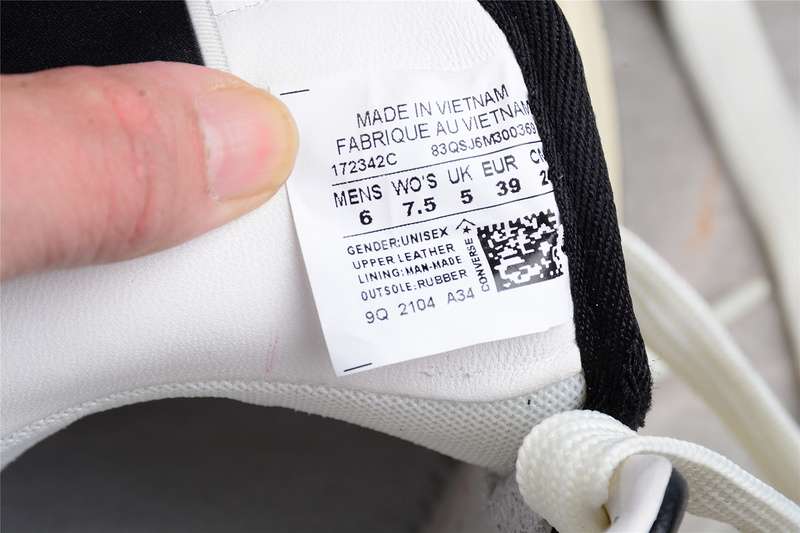 MADE IN VIETNAM
FABRIQUE AU VIETNAM
172342C 83QSJ6M300369
MENS WO'S UK EUR
6 7.5 5 39
GENDER:UNISEX
UPPER LEATHER
LINING:MAN-MADE
OUTSOLE:RUBBER
9Q 2104 A34
CONVERSE